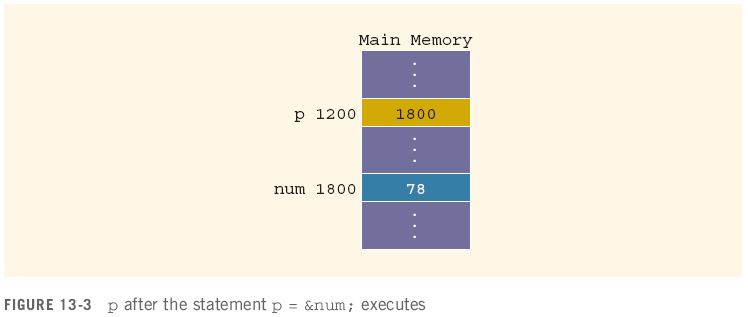 Main Memory
p 1200 1800
num 1800 78
FIGURE 13-3 p after the statement p = &num; executes